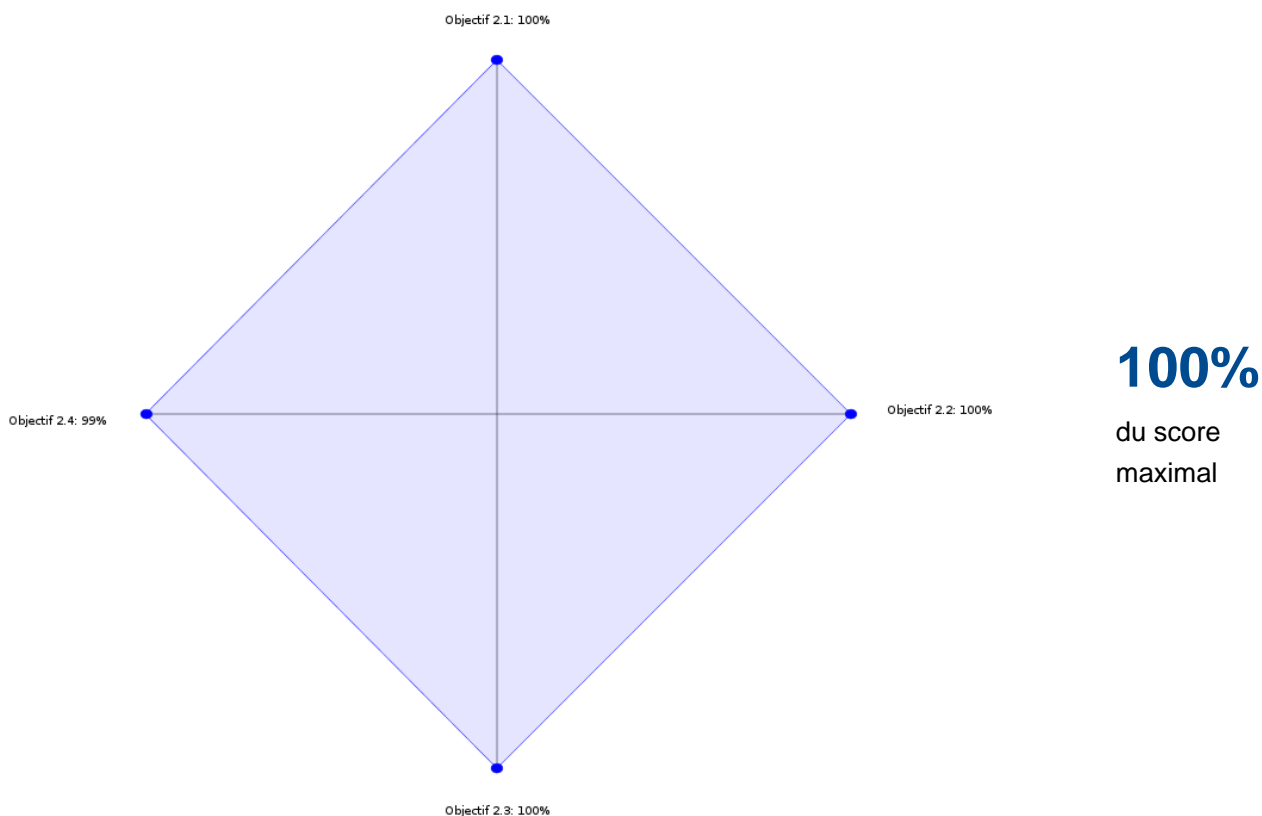 Objectif 2.1: 100%
100%
du score
maximal
Objectif 2.2: 100%
Objectif 2.4: 99%
Objectif 2.3: 100%